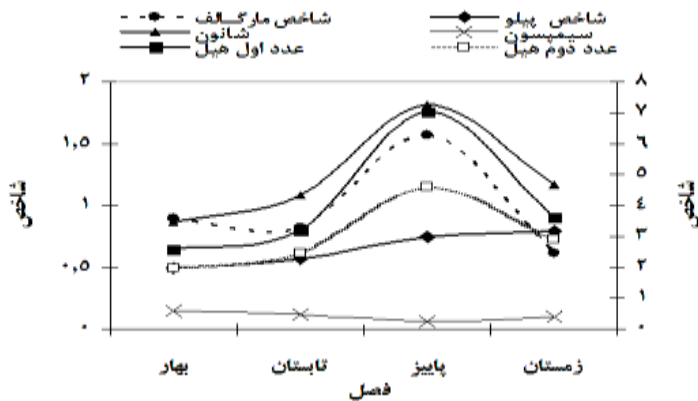 شاخص مارگالف
شاخص پیلو
شانون
سیمپسون
عدد اول هیل
عدد دوم هیل
۲
۱,۵
۱
۰,۵
۰
شاخص
۸
۷
۶
۵
۴
۳
۲
۱
۰
شاخص
بهار تابستان پاییز زمستان
فصل